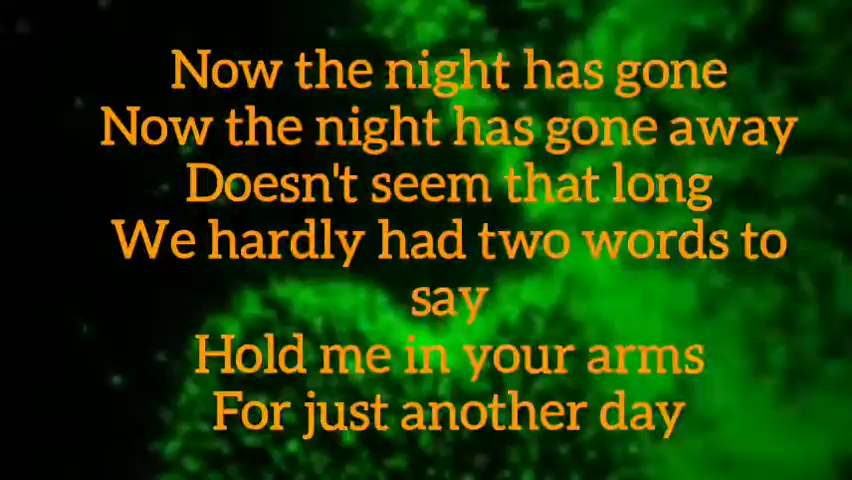 Now the night has gone
Now the night has gone away
Doesn't seem that long
We hardly had two words to
say
Hold me in your arms
For just another day